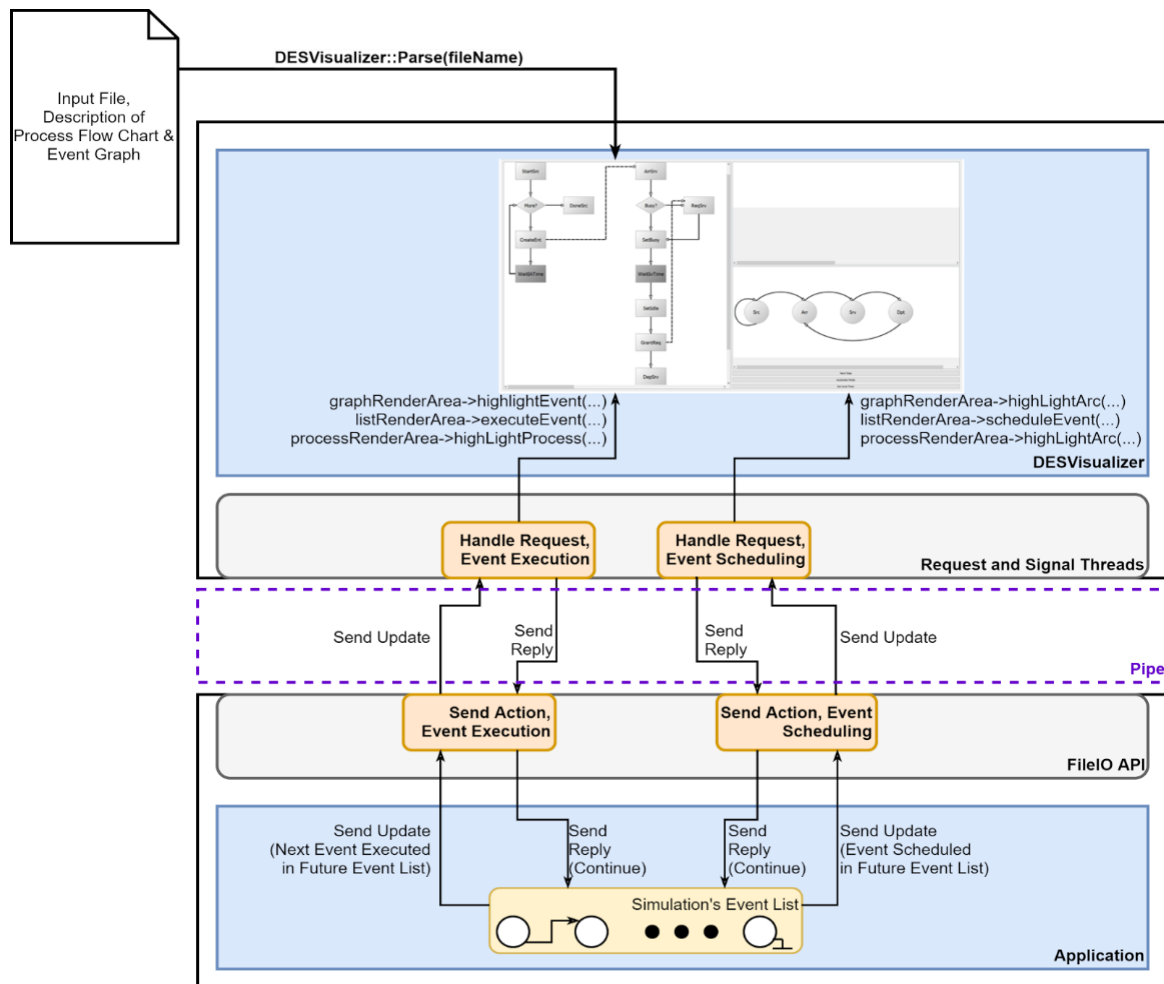 DESVisualizer::Parse(fileName)
Input File,
Description of
Process Flow Chart &
Event Graph
StartSrc
More?
DoneSrc
CreateEnt
ArrSrv
Busy?
ReqSrv
SetBusy
SetIdle
GrantReq
DepSrv
Src
Arr
Srv
Dpt
graphRenderArea->highlightEvent(...)
listRenderArea->executeEvent(...)
processRenderArea->highLightProcess(...)
graphRenderArea->highLightArc(...)
listRenderArea->scheduleEvent(...)
processRenderArea->highLightArc(...)
DESVisualizer
Handle Request,
Event Execution
Handle Request,
Event Scheduling
Request and Signal Threads
Send Update
Send
Reply
Send
Reply
Send Update
Pipe
Send Action,
Event Execution
Send Action, Event
Scheduling
FileIO API
Send Update
(Next Event Executed
in Future Event List)
Send
Reply
(Continue)
Send
Reply
(Continue)
Send Update
(Event Scheduled
in Future Event List)
Simulation's Event List
Application